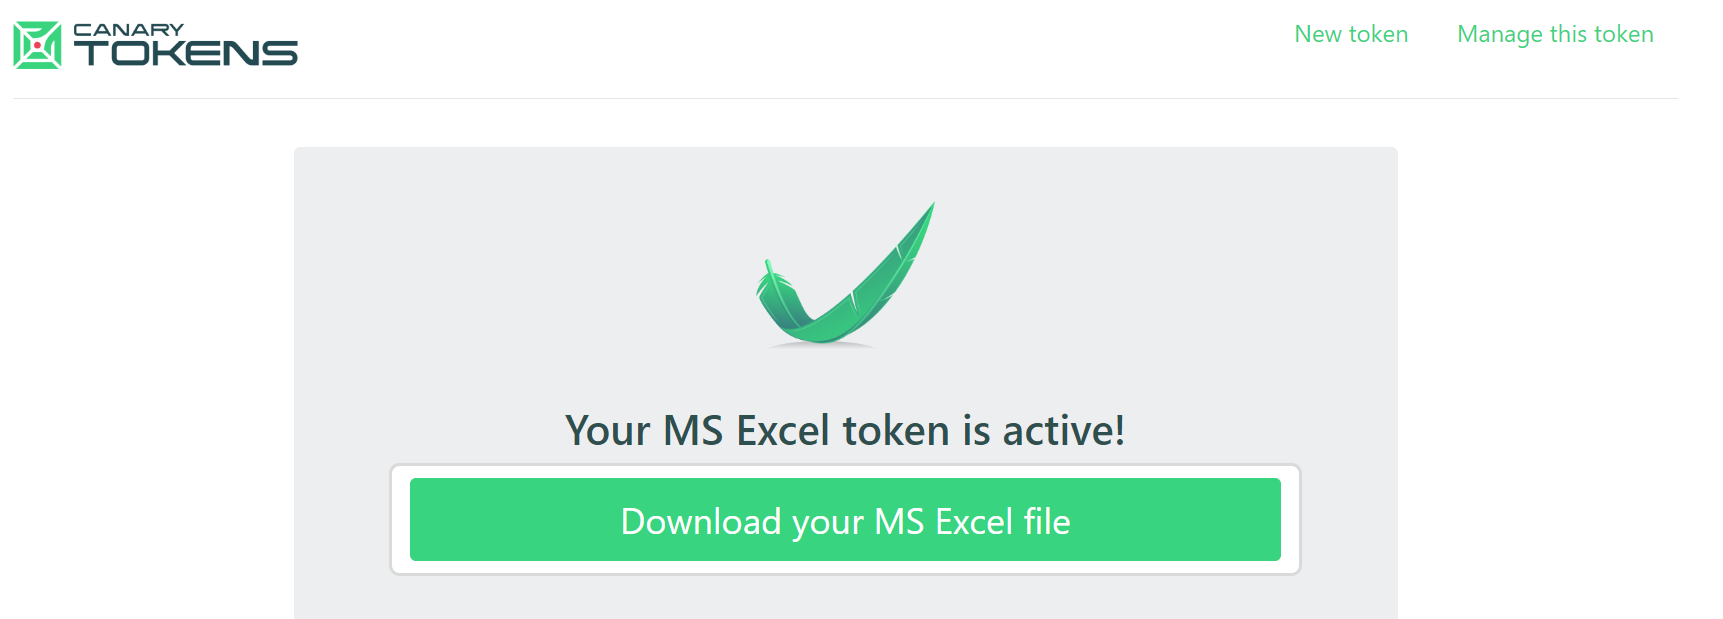 CANARY
TOKENS
New token
Manage this token
Your MS Excel token is active!
Download your MS Excel file